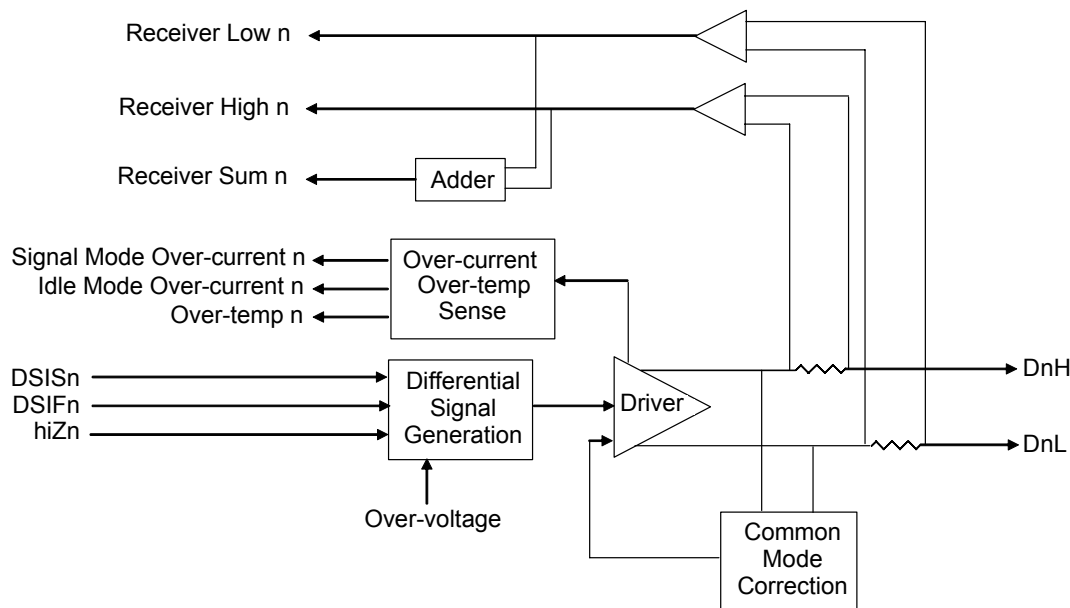 Receiver Low n
Receiver High n
Receiver Sum n
Adder
Signal Mode Over-current n
Idle Mode Over-current n
Over-temp n
Over-current
Over-temp
Sense
DSISn
DSIFn
hiZn
Differential
Signal
Generation
Over-voltage
Driver
DnH
DnL
Common
Mode
Correction